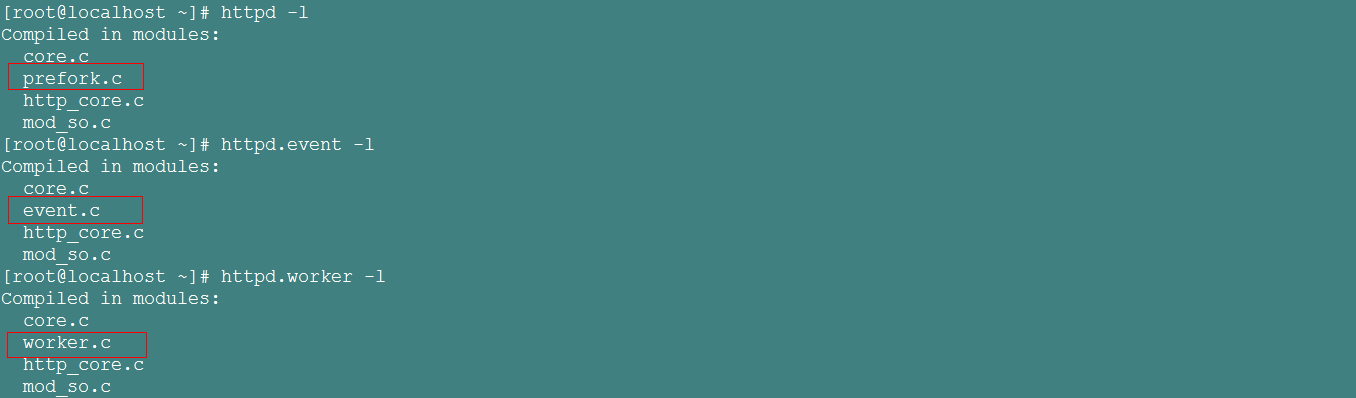 [root@localhost ~]# httpd -l
Compiled in modules:
  core.c
  prefork.c
  http_core.c
  mod_so.c
[root@localhost ~]# httpd.event -l
Compiled in modules:
  core.c
  event.c
  http_core.c
  mod_so.c
[root@localhost ~]# httpd.worker -l
Compiled in modules:
  core.c
  worker.c
  http_core.c
  mod_so.c